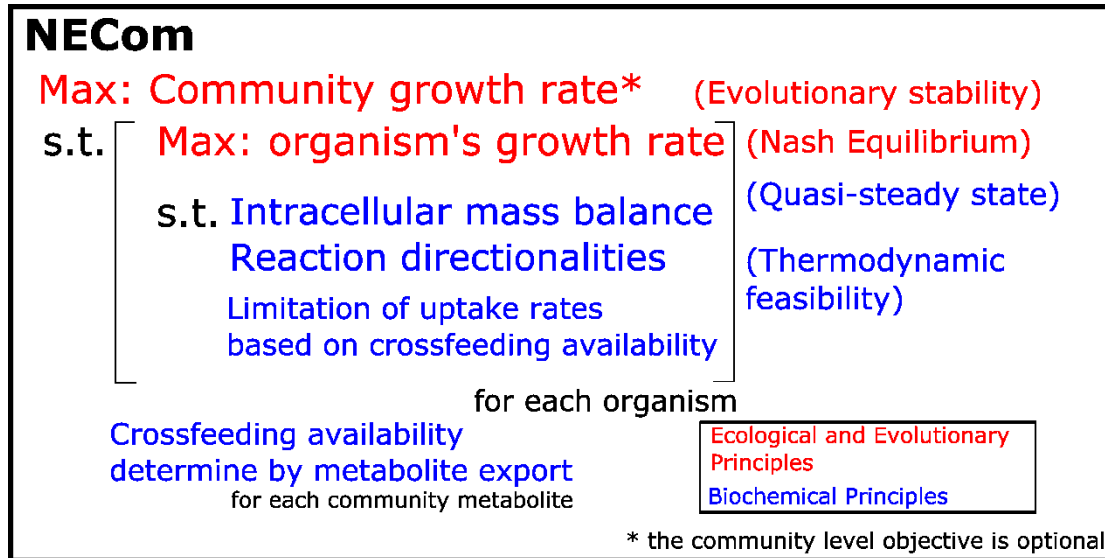 NECom
Max: Community growth rate* (Evolutionary stability)
s.t. Max: organism's growth rate (Nash Equilibrium)
s.t. Intracellular mass balance (Quasi-steady state)
Reaction directionalities (Thermodynamic
feasibility)
Limitation of uptake rates
based on crossfeeding availability
for each organism
Crossfeeding availability
determine by metabolite export
for each community metabolite
Ecological and Evolutionary
Principles
Biochemical Principles
* the community level objective is optional